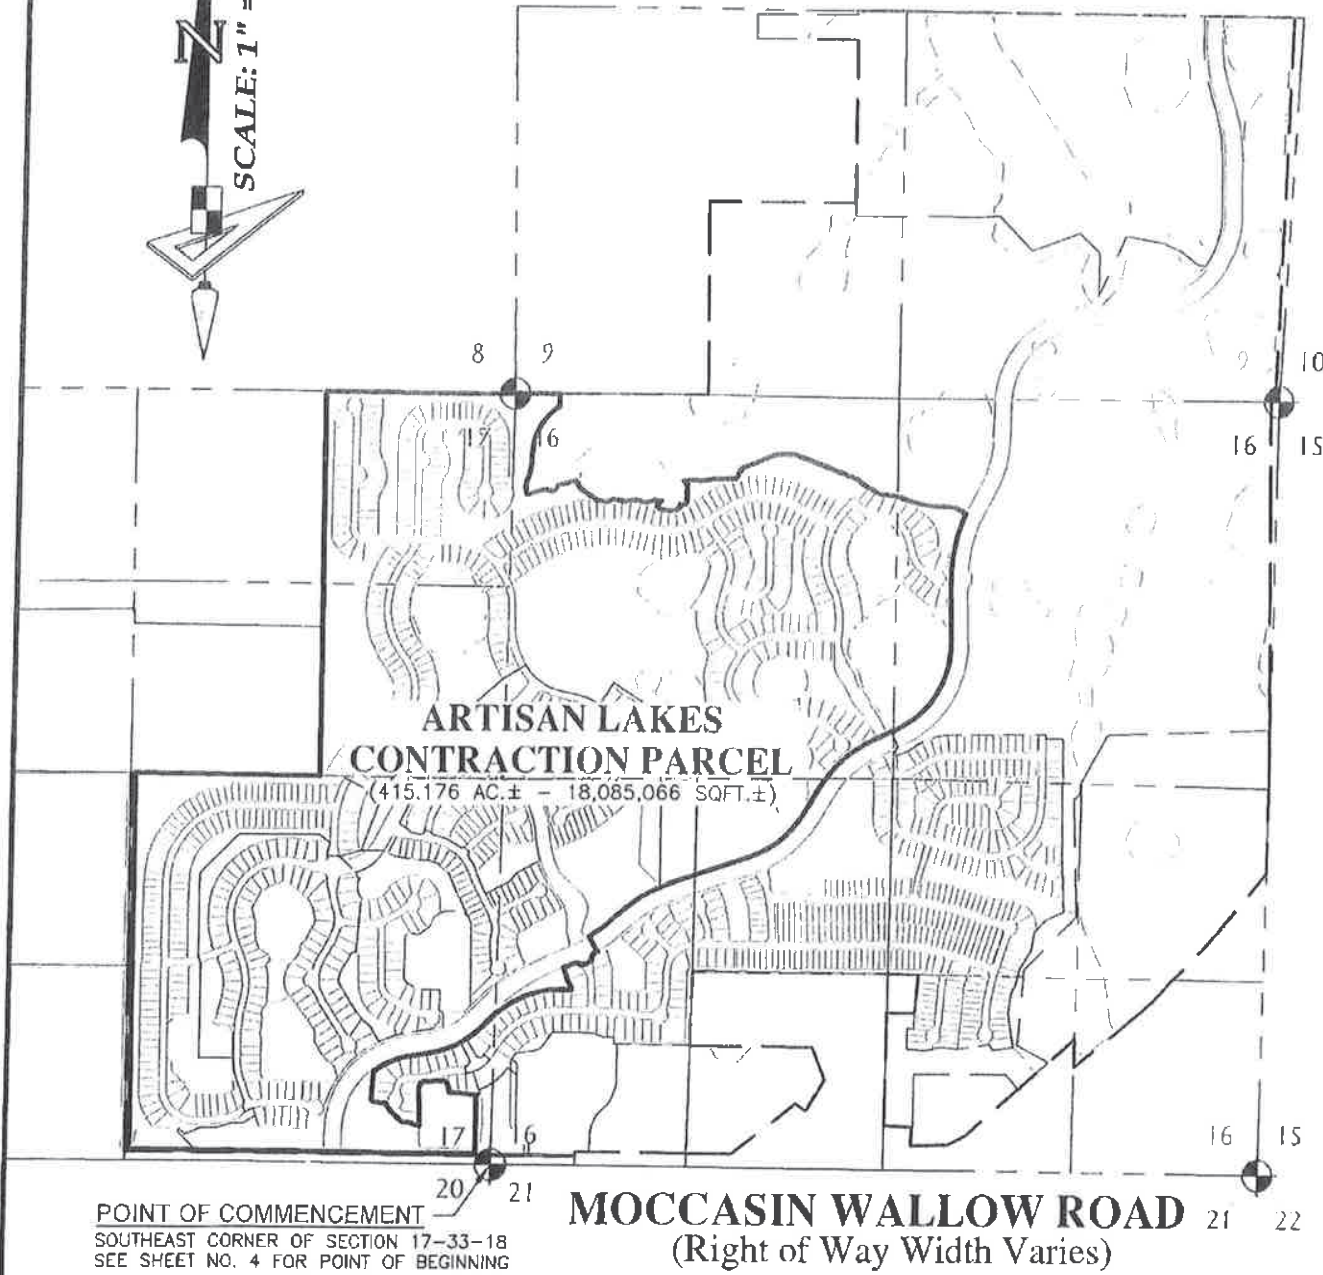 N
SCALE: 1" =
8 9
9 10
17 16
16 15
ARTISAN LAKES
CONTRACTION PARCEL
(415.176 AC.± - 18,085,066 SQFT.±)
17 16
16 15
20 21
21 22
POINT OF COMMENCEMENT
SOUTHEAST CORNER OF SECTION 17-33-18
SEE SHEET NO. 4 FOR POINT OF BEGINNING
MOCCASIN WALLOW ROAD
(Right of Way Width Varies)